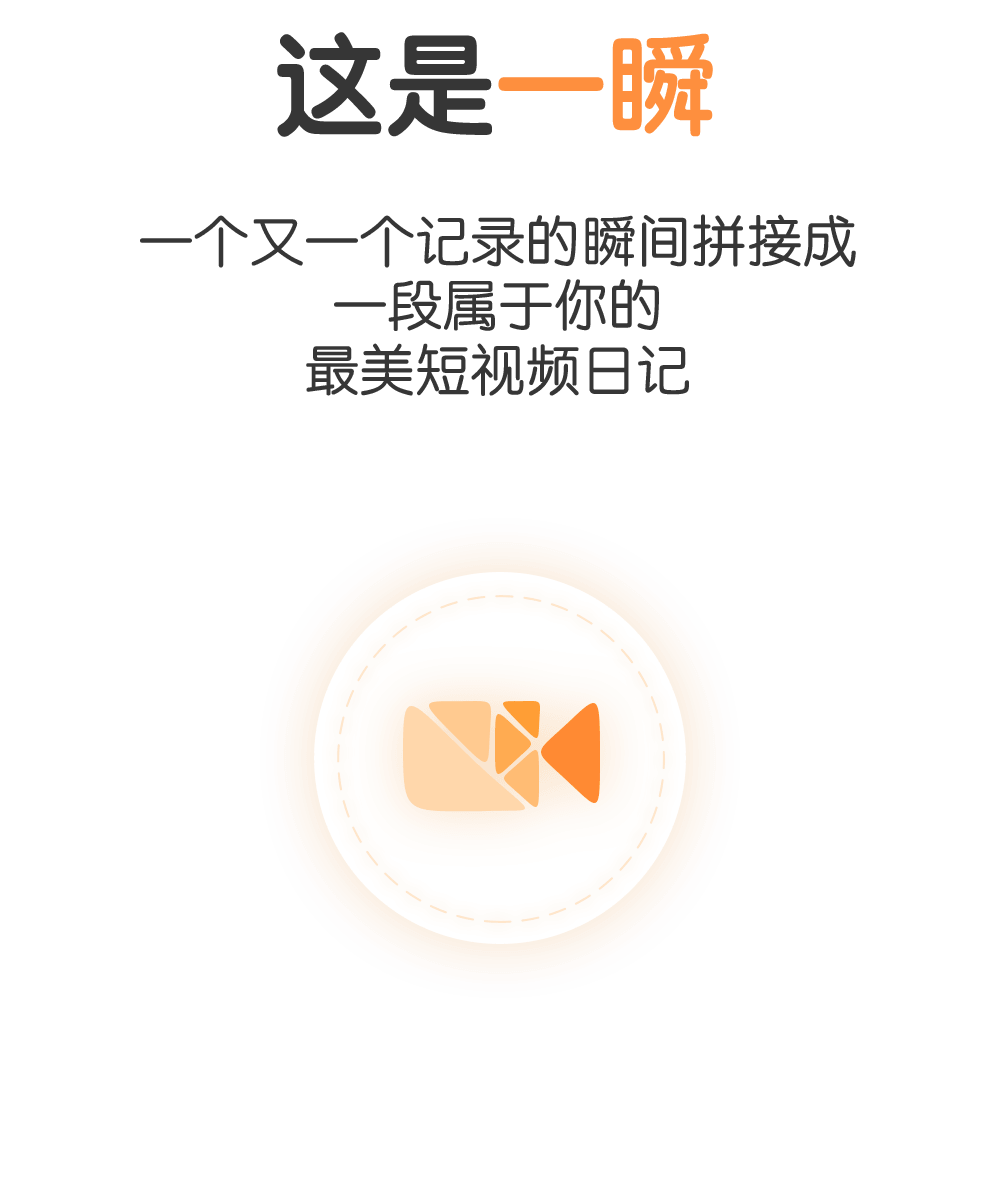 这是一瞬
一个又一个记录的瞬间拼接成
一段属于你的
最美短视频日记